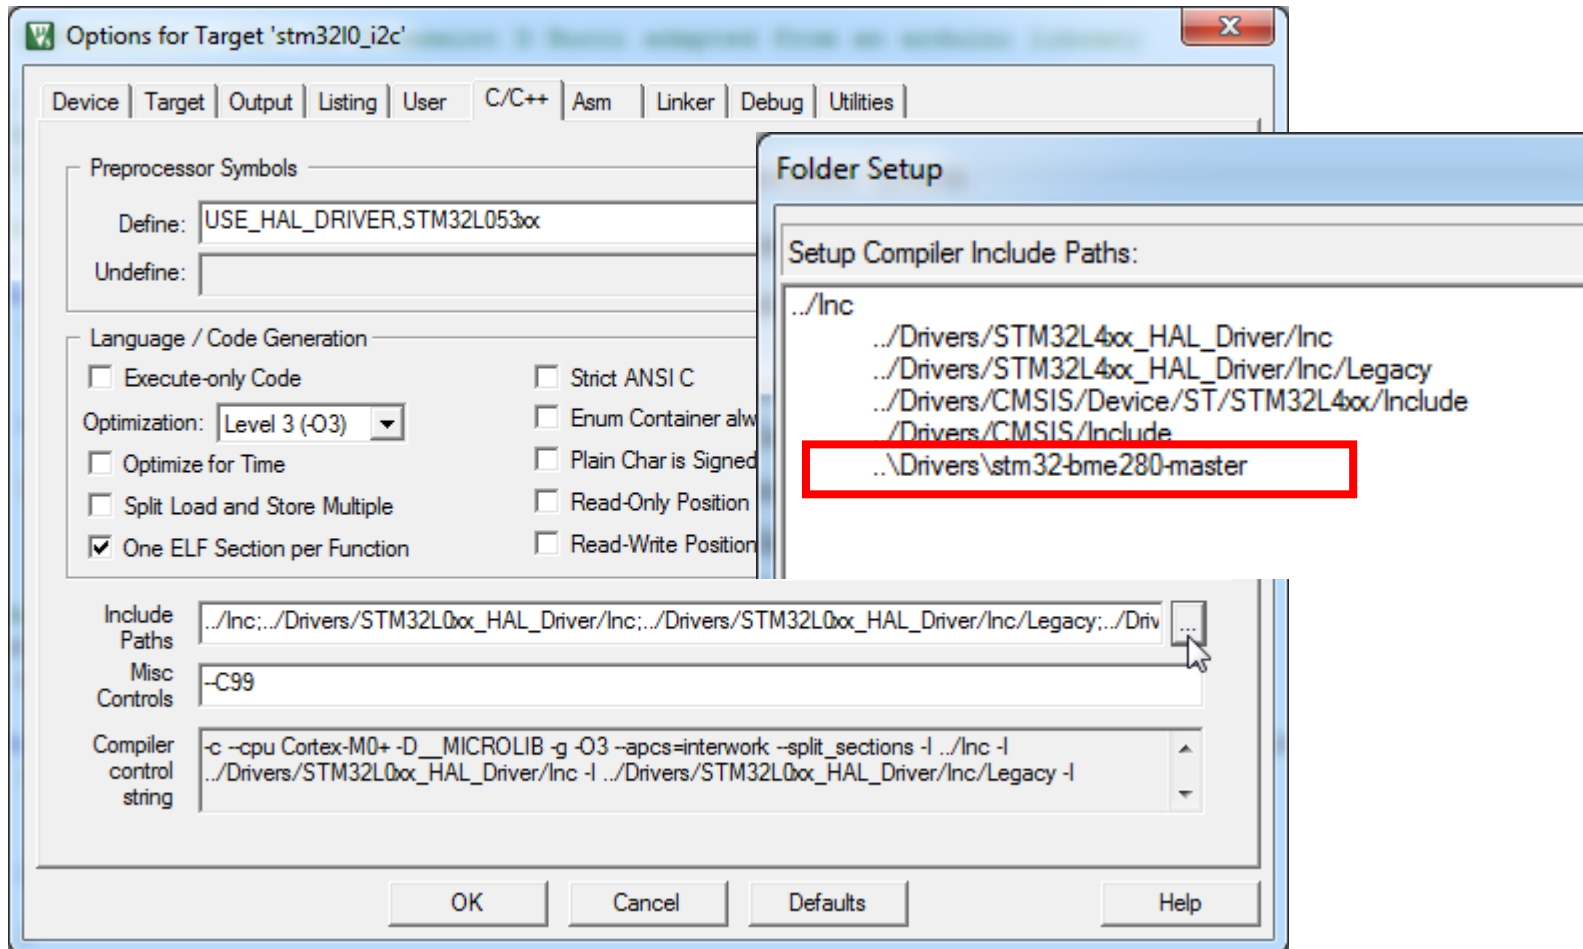 Options for Target 'stm32l0_i2c'
Device
Target
Output
Listing
User
C/C++
Asm
Linker
Debug
Utilities
Preprocessor Symbols
Define:
USE_HAL_DRIVER,STM32L053xx
Undefine:
Language / Code Generation
Execute-only Code
Optimization:
Level 3 (-O3)
Optimize for Time
Split Load and Store Multiple
One ELF Section per Function
Strict ANSI C
Enum Container alw
Plain Char is Signed
Read-Only Position
Read-Write Position
Folder Setup
Setup Compiler Include Paths:
../Inc
../Drivers/STM32L4xx_HAL_Driver/Inc
../Drivers/STM32L4xx_HAL_Driver/Inc/Legacy
../Drivers/CMSIS/Device/ST/STM32L4xx/Include
../Drivers/CMSIS/Include
..\Drivers\stm32-bme280-master
Include
Paths
../Inc;../Drivers/STM32L0xx_HAL_Driver/Inc;../Drivers/STM32L0xx_HAL_Driver/Inc/Legacy;../Driv
...
Misc
Controls
--C99
Compiler
control
string
-c --cpu Cortex-M0+ -D__MICROLIB -g -O3 --apcs=interwork --split_sections -I ../Inc -I
../Drivers/STM32L0xx_HAL_Driver/Inc -I ../Drivers/STM32L0xx_HAL_Driver/Inc/Legacy -I
OK
Cancel
Defaults
Help